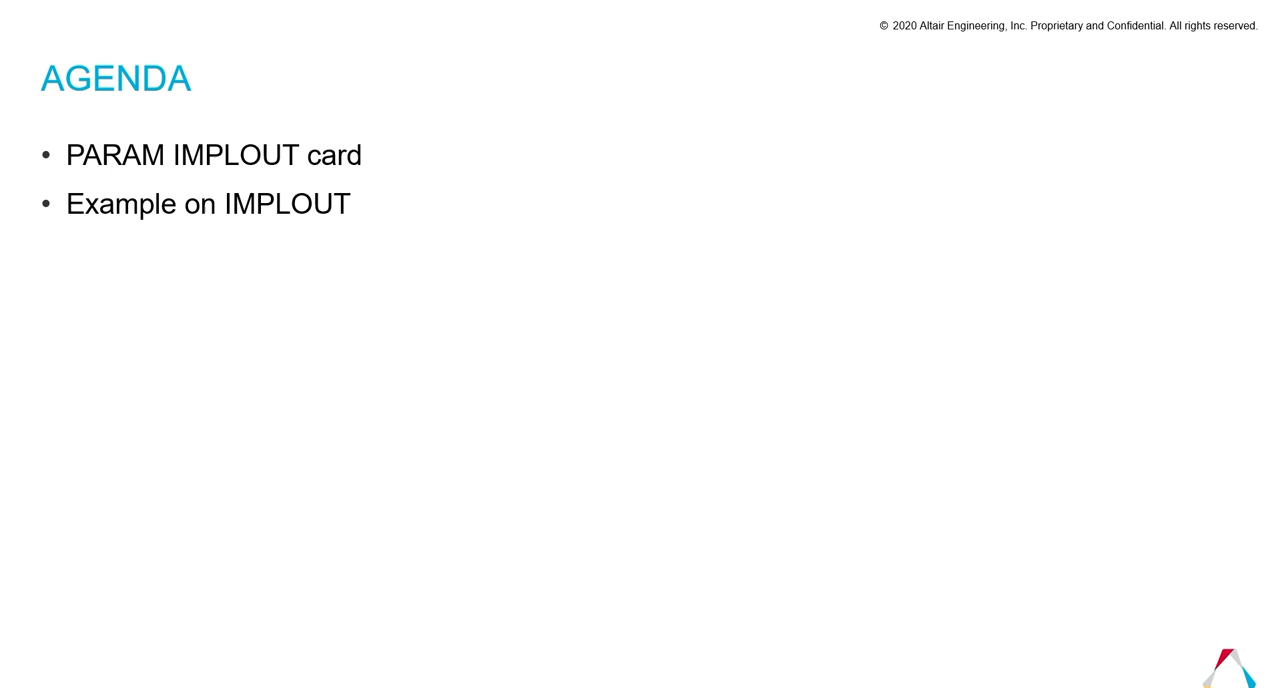 © 2020 Altair Engineering, Inc. Proprietary and Confidential. All rights reserved.
AGENDA
• PARAM IMPLOUT card
• Example on IMPLOUT